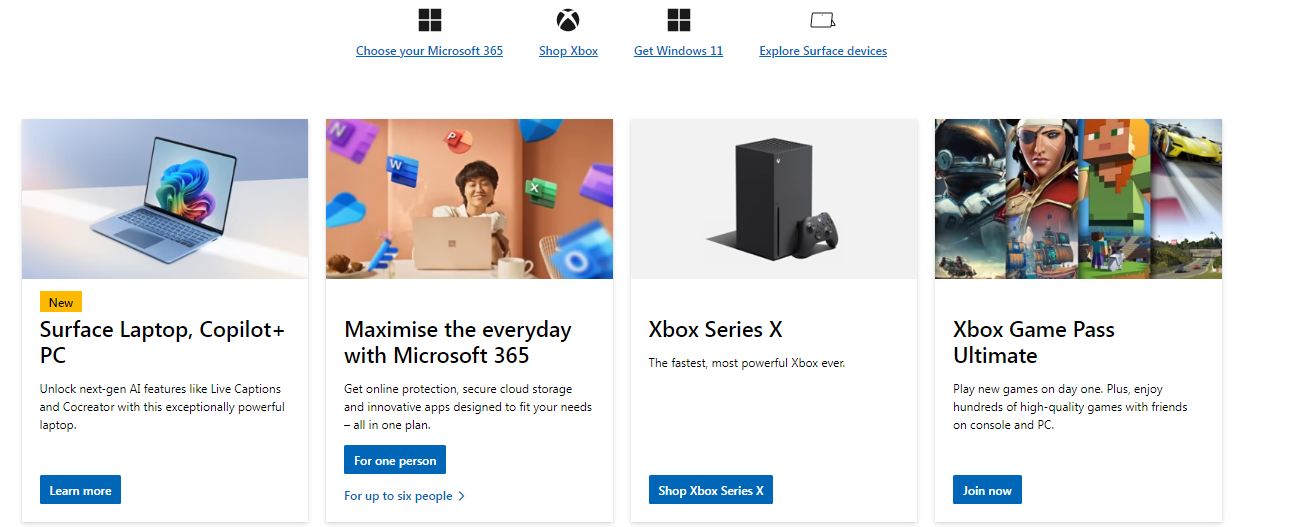 Choose your Microsoft 365
Shop Xbox
Get Windows 11
Explore Surface devices
New
Surface Laptop, Copilot+
PC
Unlock next-gen AI features like Live Captions
and Cocreator with this exceptionally powerful
laptop.
Learn more
N
W
P
X
Maximise the everyday
with Microsoft 365
Get online protection, secure cloud storage
and innovative apps designed to fit your needs
– all in one plan.
For one person
For up to six people
Xbox Series X
The fastest, most powerful Xbox ever.
Shop Xbox Series X
Xbox Game Pass
Ultimate
Play new games on day one. Plus, enjoy
hundreds of high-quality games with friends
on console and PC.
Join now